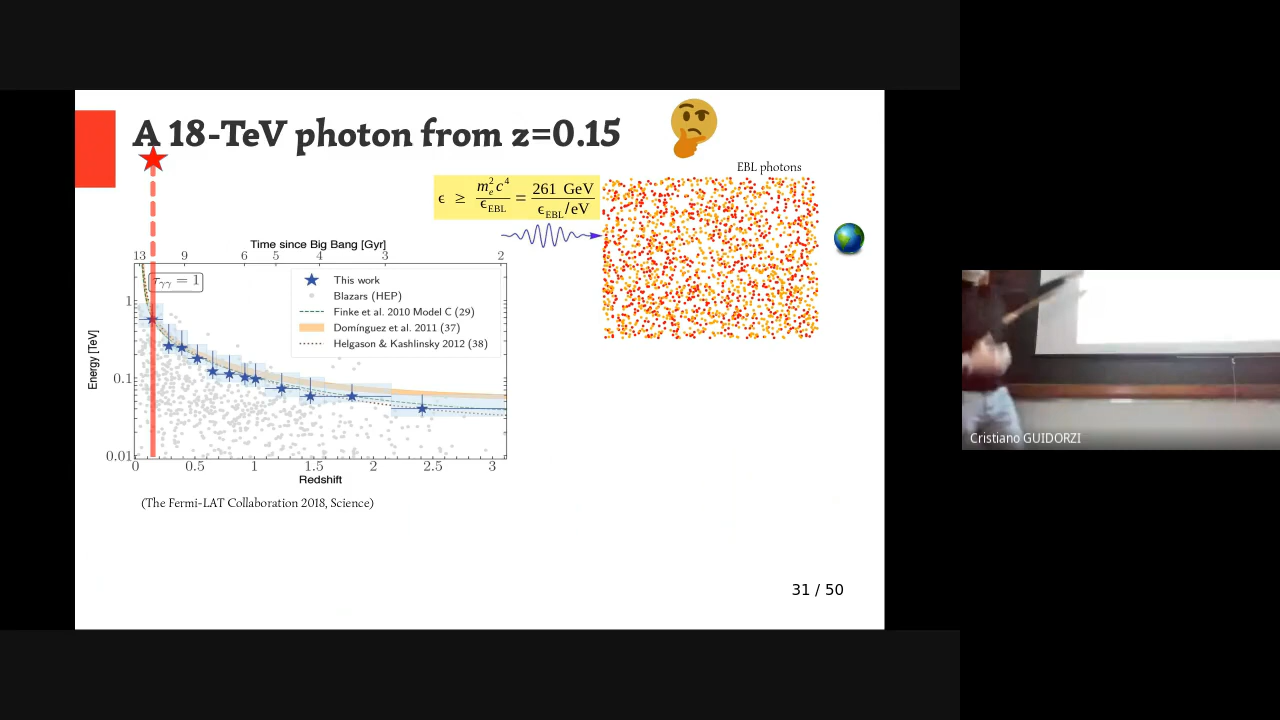 A 18-TeV photon from z=0.15
EBL photons
ϵ ≥ m_e^2 c^4 / ϵ_EBL = 261 GeV / ϵ_EBL/eV
Time since Big Bang [Gyr]
13 9 6 5 4 3 2
τγγ = 1
This work
Blazars (HEP)
Finke et al. 2010 Model C (29)
Domínguez et al. 2011 (37)
Helgason & Kashlinsky 2012 (38)
Energy [TeV]
1
0.1
0.01
0 0.5 1 1.5 2 2.5 3
Redshift
(The Fermi-LAT Collaboration 2018, Science)
31 / 50
Cristiano GUIDORZI